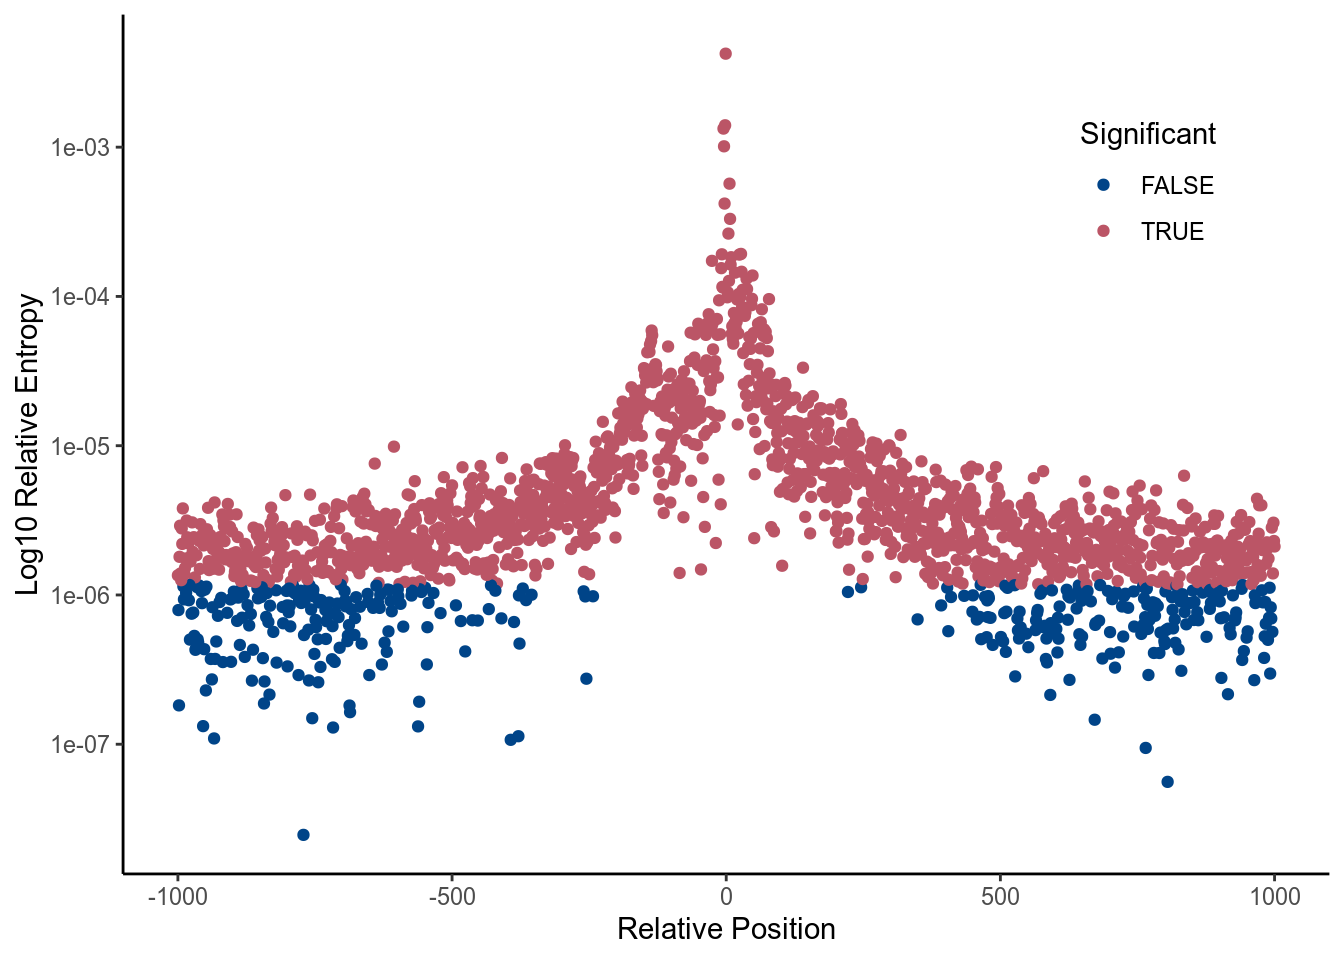 Log10 Relative Entropy
1e-03
1e-04
1e-05
1e-06
1e-07
Significant
FALSE
TRUE
-1000
-500
0
500
1000
Relative Position